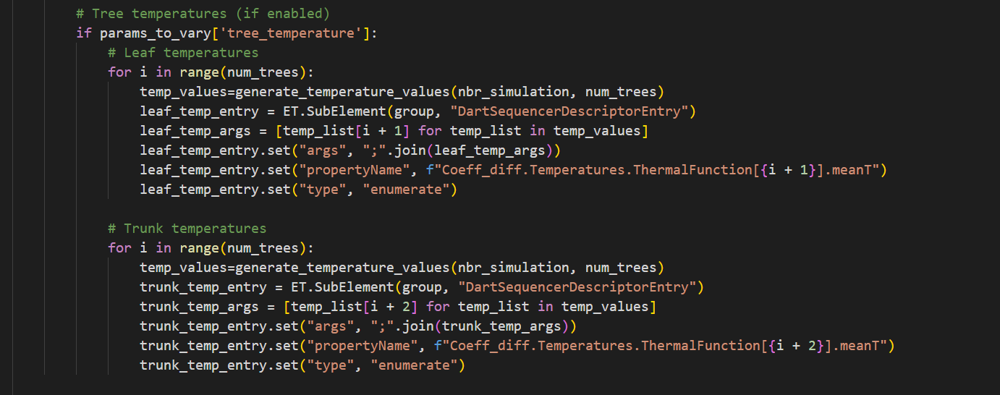 # Tree temperatures (if enabled)
if params_to_vary['tree_temperature']:
# Leaf temperatures
for i in range(num_trees):
temp_values=generate_temperature_values(nbr_simulation, num_trees)
leaf_temp_entry = ET.SubElement(group, "DartSequencerDescriptorEntry")
leaf_temp_args = [temp_list[i + 1] for temp_list in temp_values]
leaf_temp_entry.set("args", ";".join(leaf_temp_args))
leaf_temp_entry.set("propertyName", f"Coeff_diff.Temperatures.ThermalFunction[{i + 1}].meanT")
leaf_temp_entry.set("type", "enumerate")
# Trunk temperatures
for i in range(num_trees):
temp_values=generate_temperature_values(nbr_simulation, num_trees)
trunk_temp_entry = ET.SubElement(group, "DartSequencerDescriptorEntry")
trunk_temp_args = [temp_list[i + 2] for temp_list in temp_values]
trunk_temp_entry.set("args", ";".join(trunk_temp_args))
trunk_temp_entry.set("propertyName", f"Coeff_diff.Temperatures.ThermalFunction[{i + 2}].meanT")
trunk_temp_entry.set("type", "enumerate")